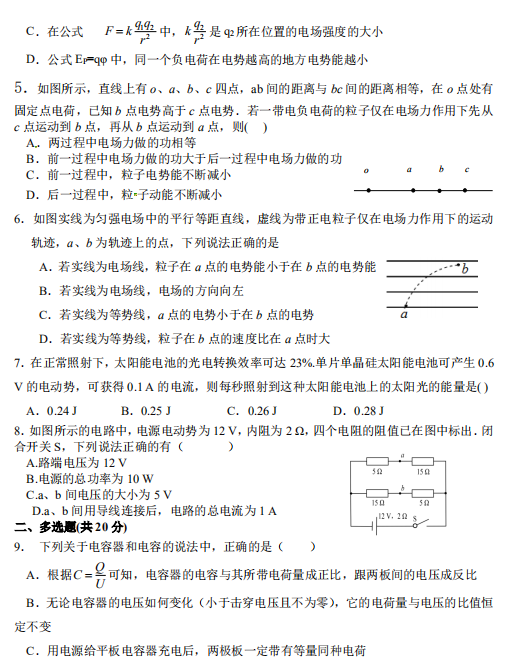 C．在公式 F=k q₁q₂/r² 中，k q₂/r² 是 q₂ 所在位置的电场强度的大小
D．公式 Eₚ=qφ 中，同一个负电荷在电势越高的地方电势能越小
5．如图所示，直线上有 o、a、b、c 四点，ab 间的距离与 bc 间的距离相等，在 o 点处有
固定点电荷，已知 b 点电势高于 c 点电势．若一带电负电荷的粒子仅在电场力作用下先从
c 点运动到 b 点，再从 b 点运动到 a 点，则( )
A．两过程中电场力做的功相等
B．前一过程中电场力做的功大于后一过程中电场力做的功
C．前一过程中，粒子电势能不断减小
D．后一过程中，粒子动能不断减小
o a b c
6．如图实线为匀强电场中的平行等距直线，虚线为带正电粒子仅在电场力作用下的运动
轨迹，a、b 为轨迹上的点，下列说法正确的是
A．若实线为电场线，粒子在 a 点的电势能小于在 b 点的电势能
B．若实线为电场线，电场的方向向左
C．若实线为等势线，a 点的电势小于在 b 点的电势
D．若实线为等势线，粒子在 b 点的速度比在 a 点时大
b
a
7．在正常照射下，太阳能电池的光电转换效率可达 23%.单片单晶硅太阳能电池可产生 0.6
V 的电动势，可获得 0.1 A 的电流，则每秒照射到这种太阳能电池上的太阳光的能量是( )
A．0.24 J B．0.25 J C．0.26 J D．0.28 J
8．如图所示的电路中，电源电动势为 12 V，内阻为 2 Ω，四个电阻的阻值已在图中标出．闭
合开关 S，下列说法正确的有（ ）
A.路端电压为 12 V
B.电源的总功率为 10 W
C.a、b 间电压的大小为 5 V
D.a、b 间用导线连接后，电路的总电流为 1 A
a
5Ω 15Ω
b
15Ω 5Ω
12 V, 2Ω S
二、多选题(共 20 分)
9． 下列关于电容器和电容的说法中，正确的是（ ）
A．根据 C=Q/U 可知，电容器的电容与其所带电荷量成正比，跟两板间的电压成反比
B．无论电容器的电压如何变化（小于击穿电压且不为零），它的电荷量与电压的比值恒
定不变
C．用电源给平板电容器充电后，两极板一定带有等量同种电荷